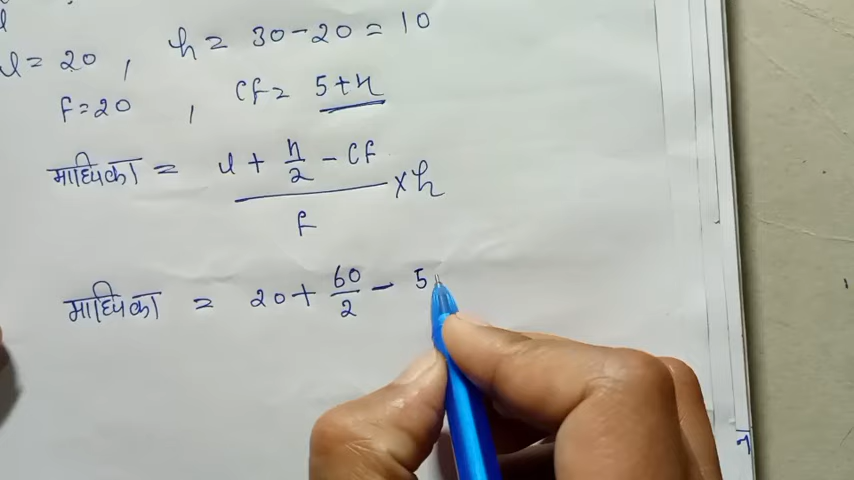 l = 20 , h = 30-20 = 10
f = 20 , cf = 5+x
माध्यिका = l + n/2 - cf / f × h
माध्यिका = 20 + 60/2 - 5